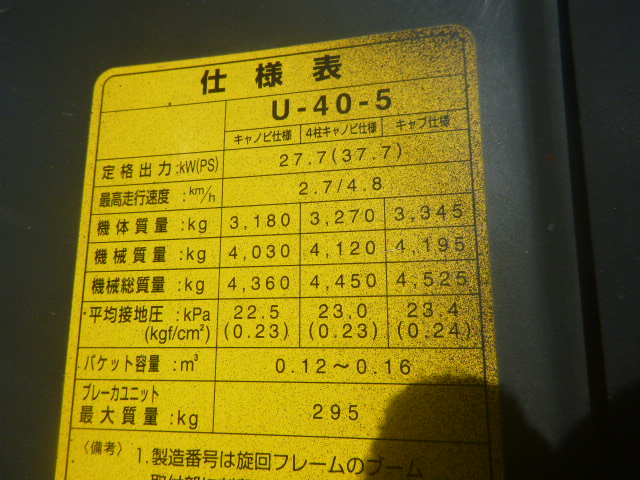 仕様表
U-40-5
キャノピ仕様 4柱キャノピ仕様 キャブ仕様
定格出力:kW(PS) 27.7(37.7)
最高走行速度:km/h 2.7/4.8
機体質量:kg 3,180 3,270 3,345
機械質量:kg 4,030 4,120 4,195
機械総質量:kg 4,360 4,450 4,525
平均接地圧:kPa 22.5 23.0 23.4
(kgf/cm²) (0.23) (0.23) (0.24)
バケット容量:m³ 0.12～0.16
ブレーカユニット
最大質量:kg 295
〈備考〉 1.製造番号は旋回フレームのブーム